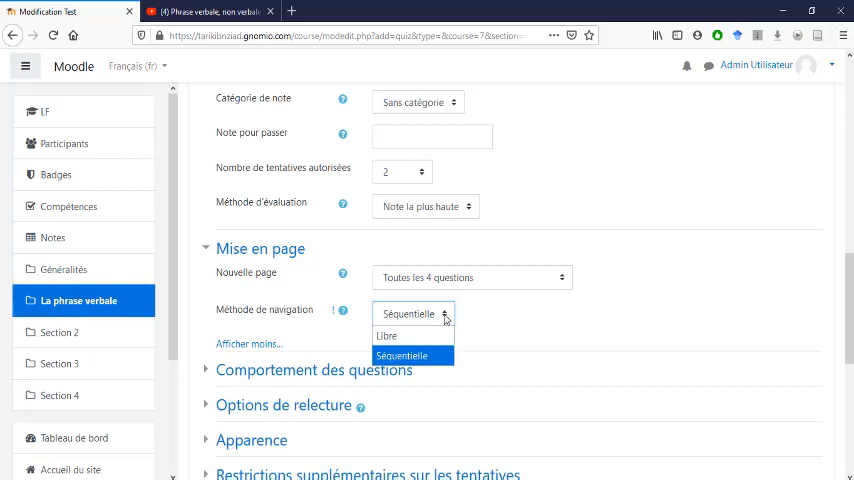 Modification Test
(4) Phrase verbale, non verbale
https://tarikibnziad.gnomio.com/course/modedit.php?add=quiz&type=&course=7&section=
Moodle
Français (fr)
Admin Utilisateur
LF
Participants
Badges
Compétences
Notes
Généralités
La phrase verbale
Section 2
Section 3
Section 4
Tableau de bord
Accueil du site
Catégorie de note
Sans catégorie
Note pour passer
Nombre de tentatives autorisées
2
Méthode d'évaluation
Note la plus haute
Mise en page
Nouvelle page
Toutes les 4 questions
Méthode de navigation
!
Séquentielle
Libre
Séquentielle
Afficher moins...
Comportement des questions
Options de relecture
Apparence
Restrictions supplémentaires sur les tentatives